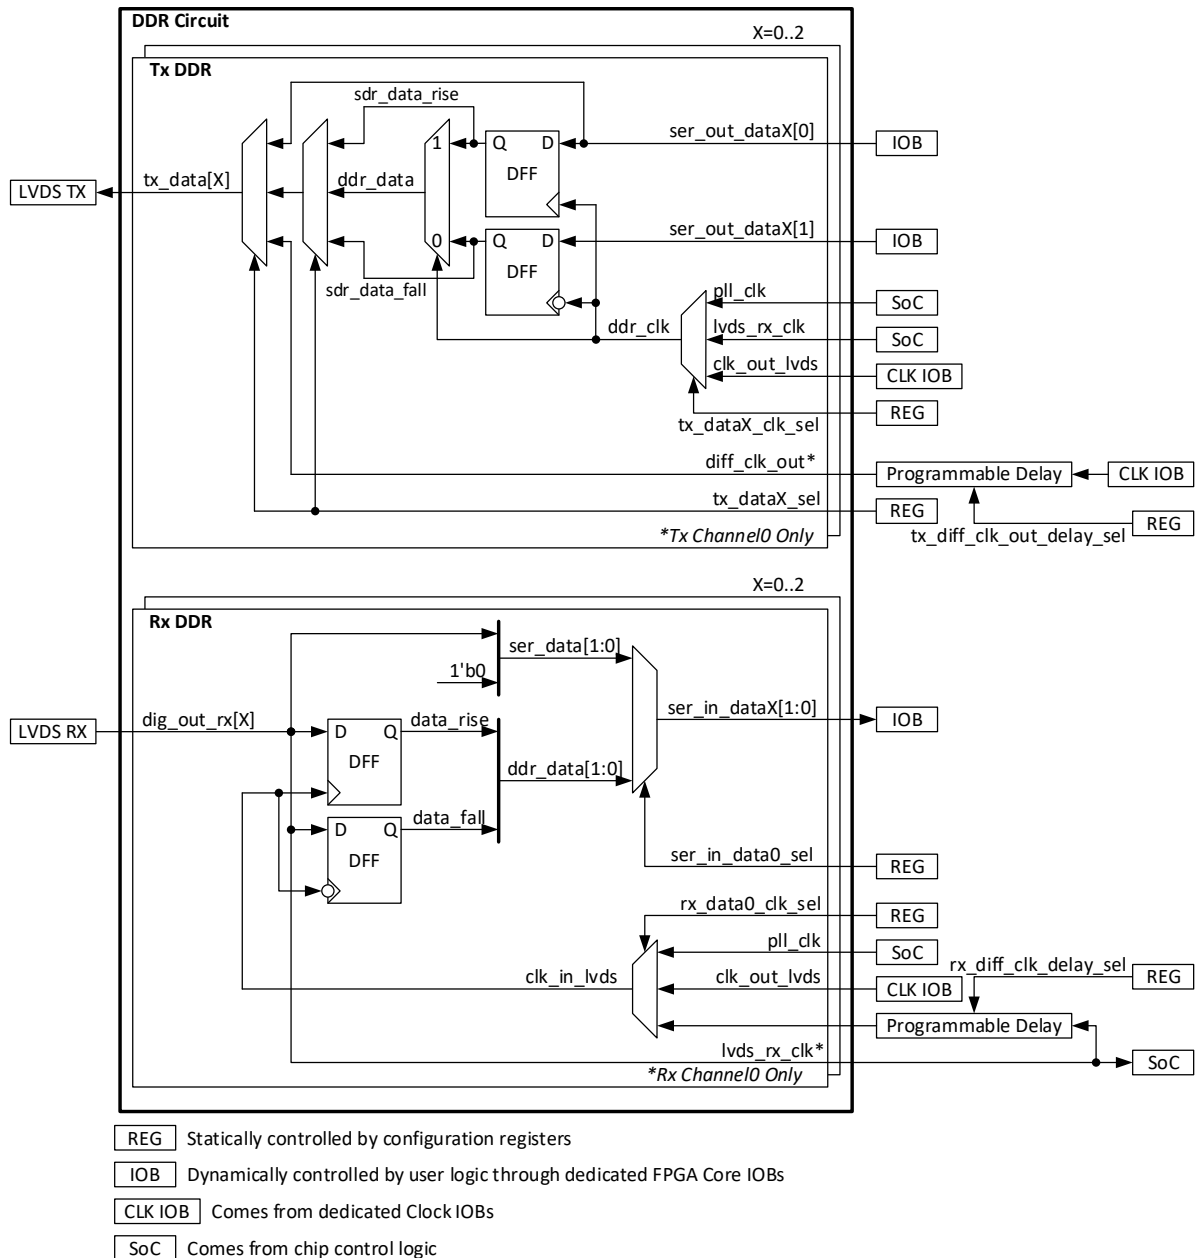 DDR Circuit
X=0..2
Tx DDR
sdr_data_rise
ser_out_dataX[0]
IOB
1
Q
D
DFF
LVDS TX
tx_data[X]
ddr_data
ser_out_dataX[1]
IOB
0
Q
D
DFF
sdr_data_fall
pll_clk
SoC
ddr_clk
lvds_rx_clk
SoC
clk_out_lvds
CLK IOB
REG
tx_dataX_clk_sel
diff_clk_out*
Programmable Delay
CLK IOB
tx_dataX_sel
REG
REG
*Tx Channel0 Only
tx_diff_clk_out_delay_sel
X=0..2
Rx DDR
ser_data[1:0]
1'b0
LVDS RX
dig_out_rx[X]
data_rise
ser_in_dataX[1:0]
IOB
D
Q
DFF
ddr_data[1:0]
data_fall
D
Q
DFF
ser_in_data0_sel
REG
rx_data0_clk_sel
REG
pll_clk
SoC
rx_diff_clk_delay_sel
REG
clk_in_lvds
clk_out_lvds
CLK IOB
Programmable Delay
lvds_rx_clk*
SoC
*Rx Channel0 Only
REG Statically controlled by configuration registers
IOB Dynamically controlled by user logic through dedicated FPGA Core IOBs
CLK IOB Comes from dedicated Clock IOBs
SoC Comes from chip control logic